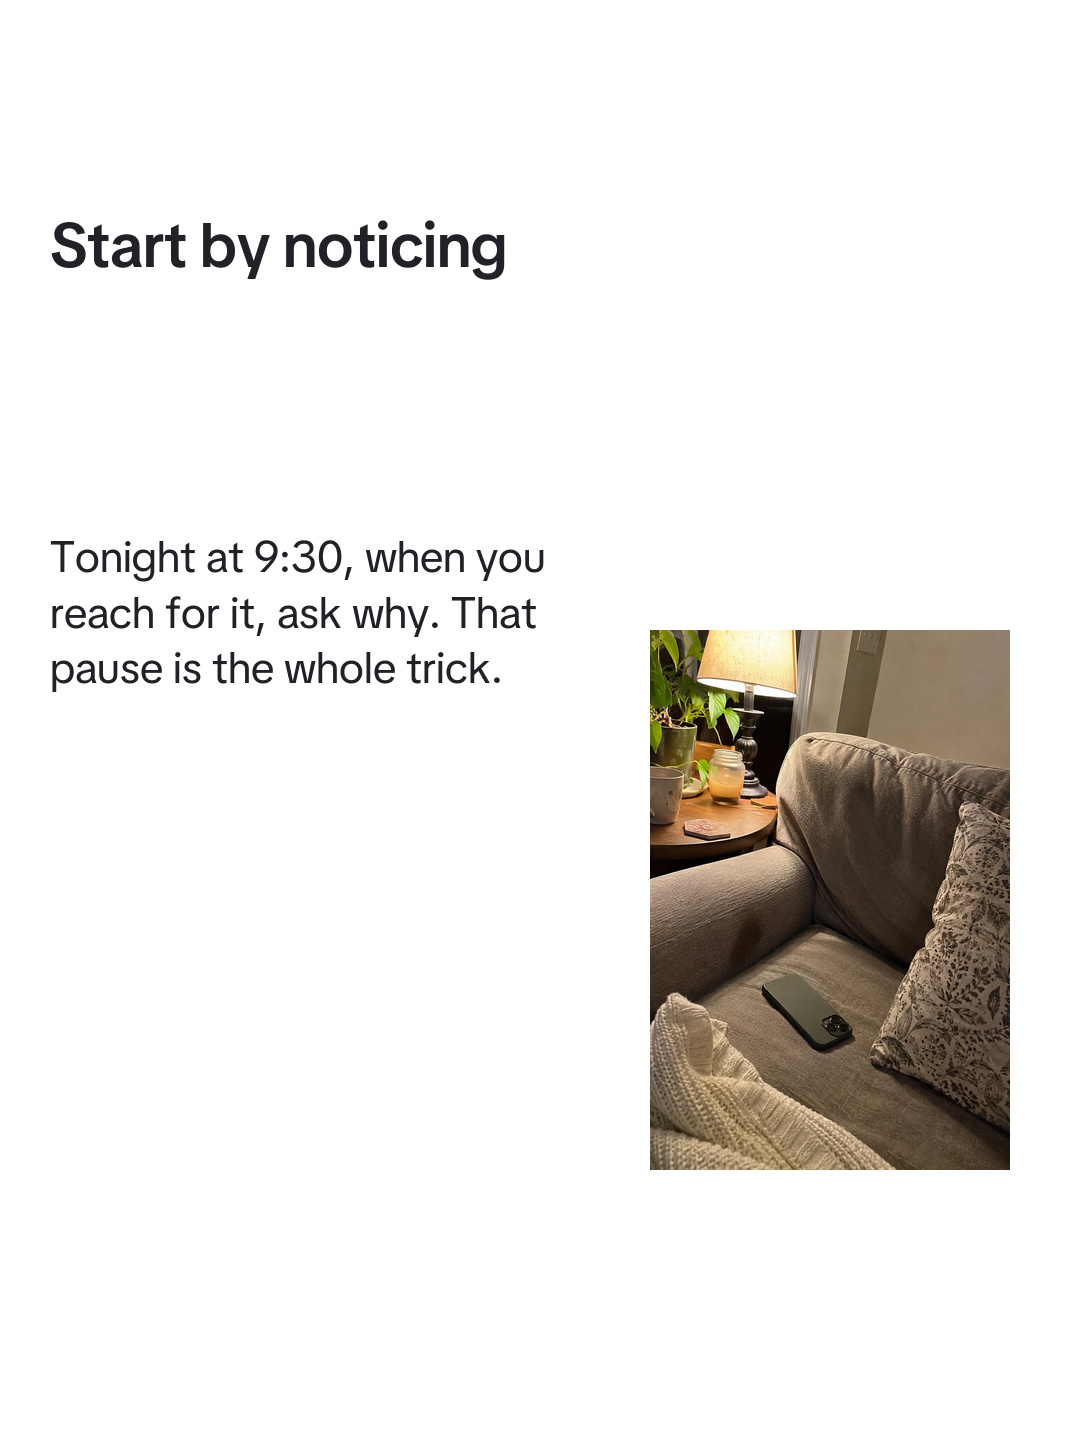 Start by noticing
Tonight at 9:30, when you
reach for it, ask why. That
pause is the whole trick.